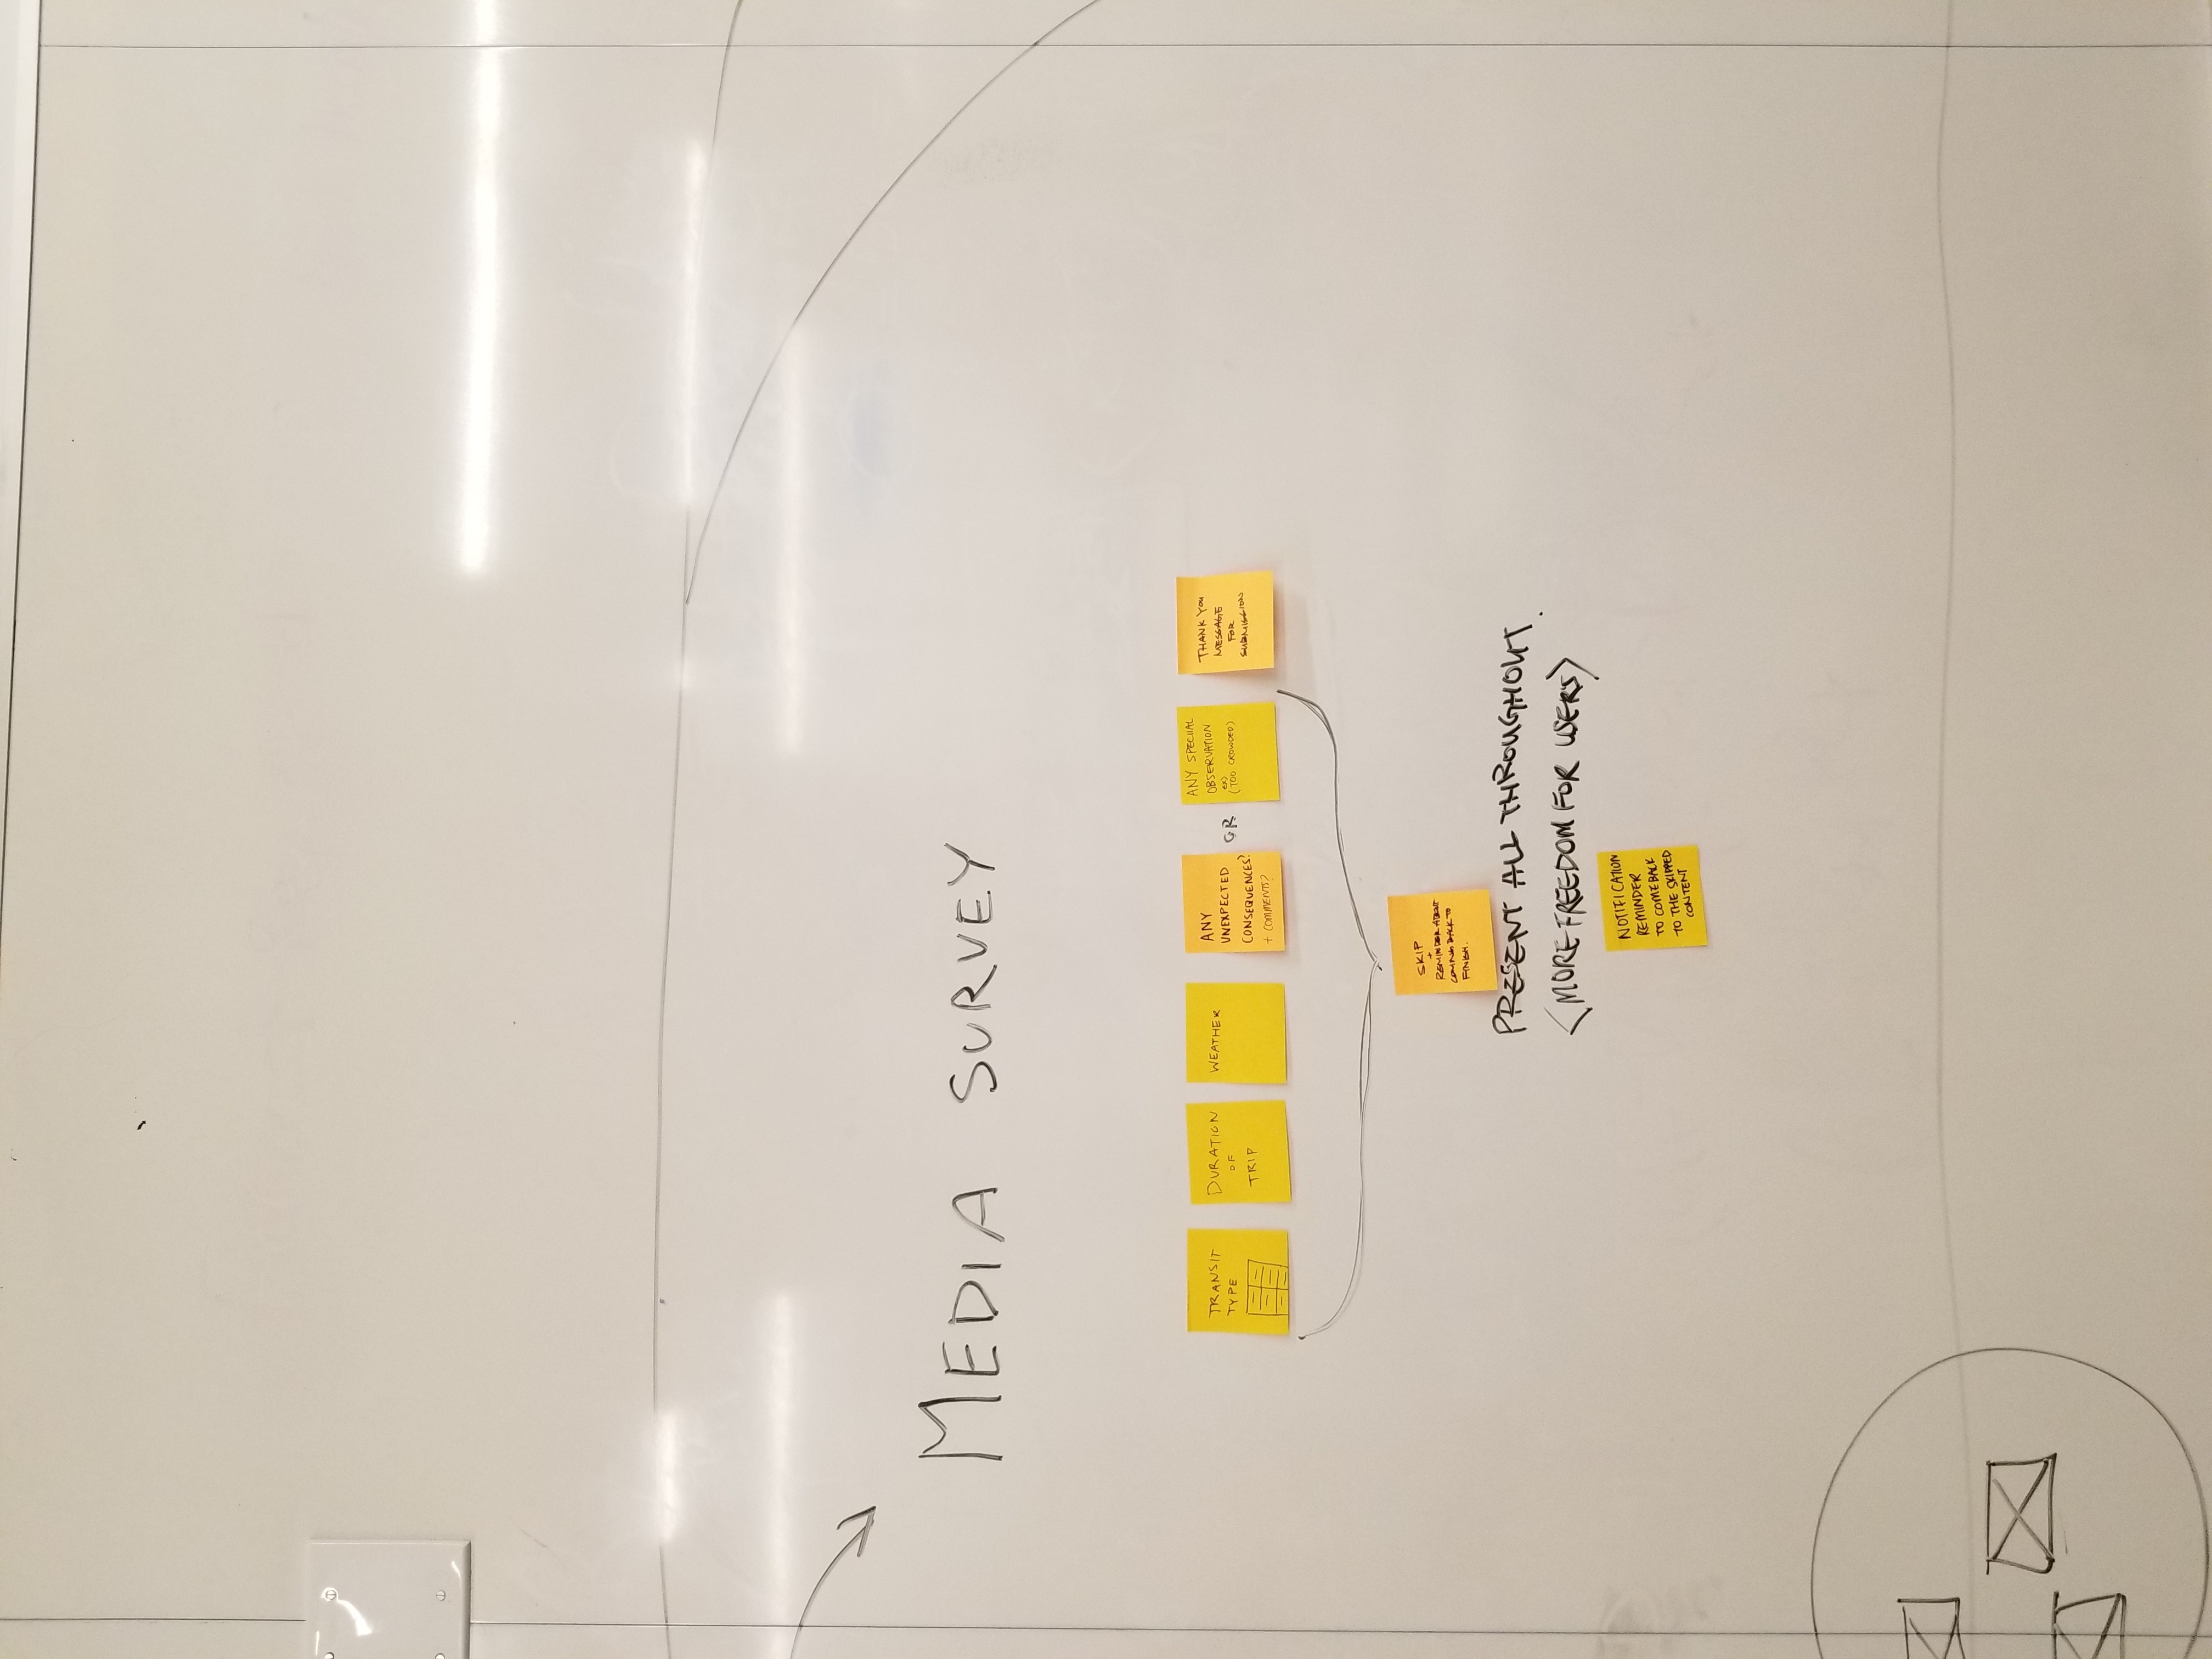 MEDIA SURVEY
TRANSIT
TYPE
DURATION
OF
TRIP
WEATHER
ANY
UNEXPECTED
CONSEQUENCES?
+ COMMENTS?
OR
ANY SPECIIAL
OBSERVATION
ex)
(TOO CROWDED)
THANK YOU
MESSAGE
FOR
SUBMISSION
SKIP
+
REMINDER ABOUT
COMING BACK TO
FINISH.
PRESENT ALL THROUGHOUT.
<MORE FREEDOM FOR USERS>
NOTIFICATION
REMINDER
TO COMEBACK
TO THE SKIPPED
CONTENT